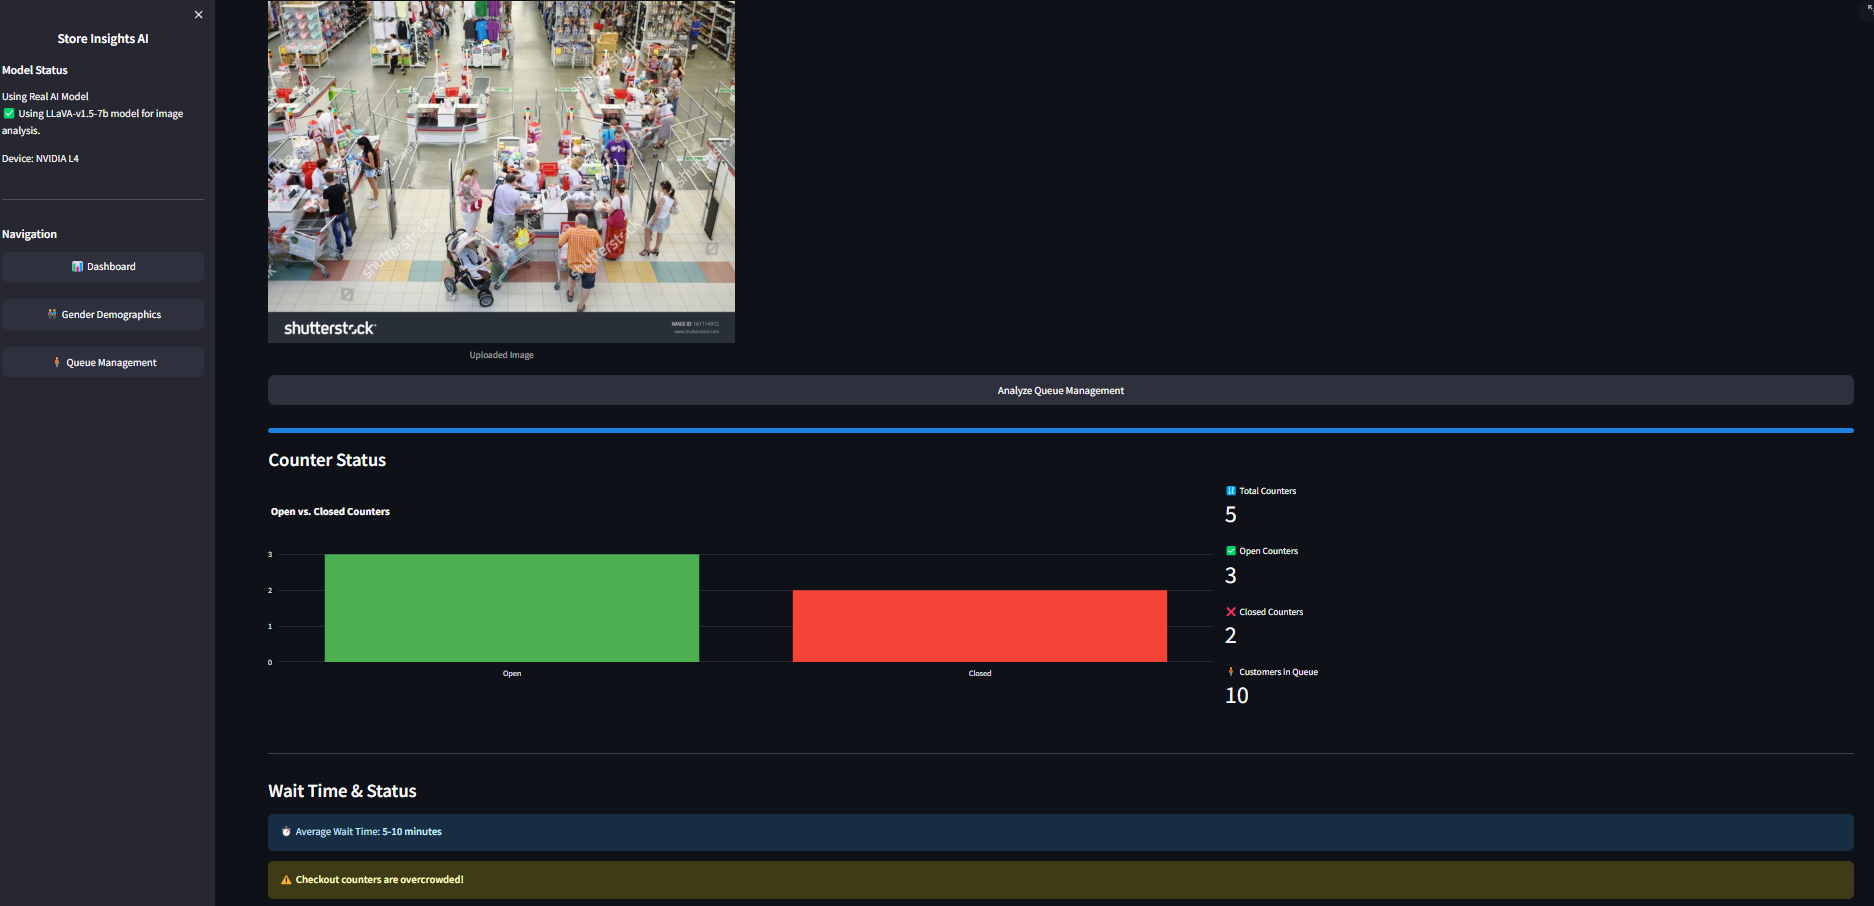 Store Insights AI
Model Status
Using Real AI Model
Using LLaVA-v1.5-7b model for image
analysis.
Device: NVIDIA L4
Navigation
Dashboard
Gender Demographics
Queue Management
shutterstock
IMAGE ID: 161114972
www.shutterstock.com
Uploaded Image
Analyze Queue Management
Counter Status
Open vs. Closed Counters
3
2
1
0
Open
Closed
Total Counters
5
Open Counters
3
Closed Counters
2
Customers in Queue
10
Wait Time & Status
Average Wait Time: 5-10 minutes
Checkout counters are overcrowded!